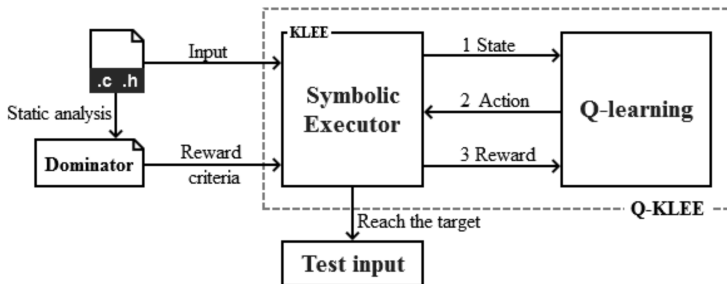 KLEE
Input
1 State
.c .h
Symbolic
Executor
2 Action
Q-learning
Static analysis
Dominator
Reward
criteria
3 Reward
Q-KLEE
Reach the target
Test input